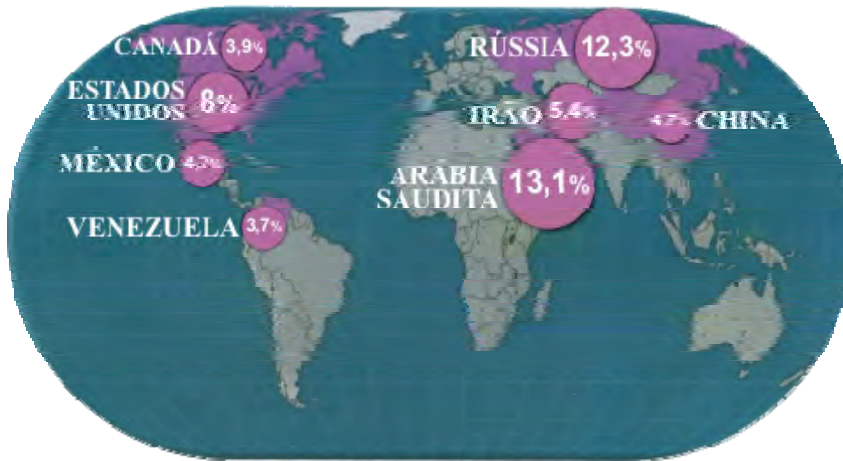 CANADÁ 3,9%
RÚSSIA 12,3%
ESTADOS
UNIDOS 8%
IRÃO 5,4%
CHINA
MÉXICO 4,2%
ARÁBIA
SAUDITA 13,1%
VENEZUELA 3,7%